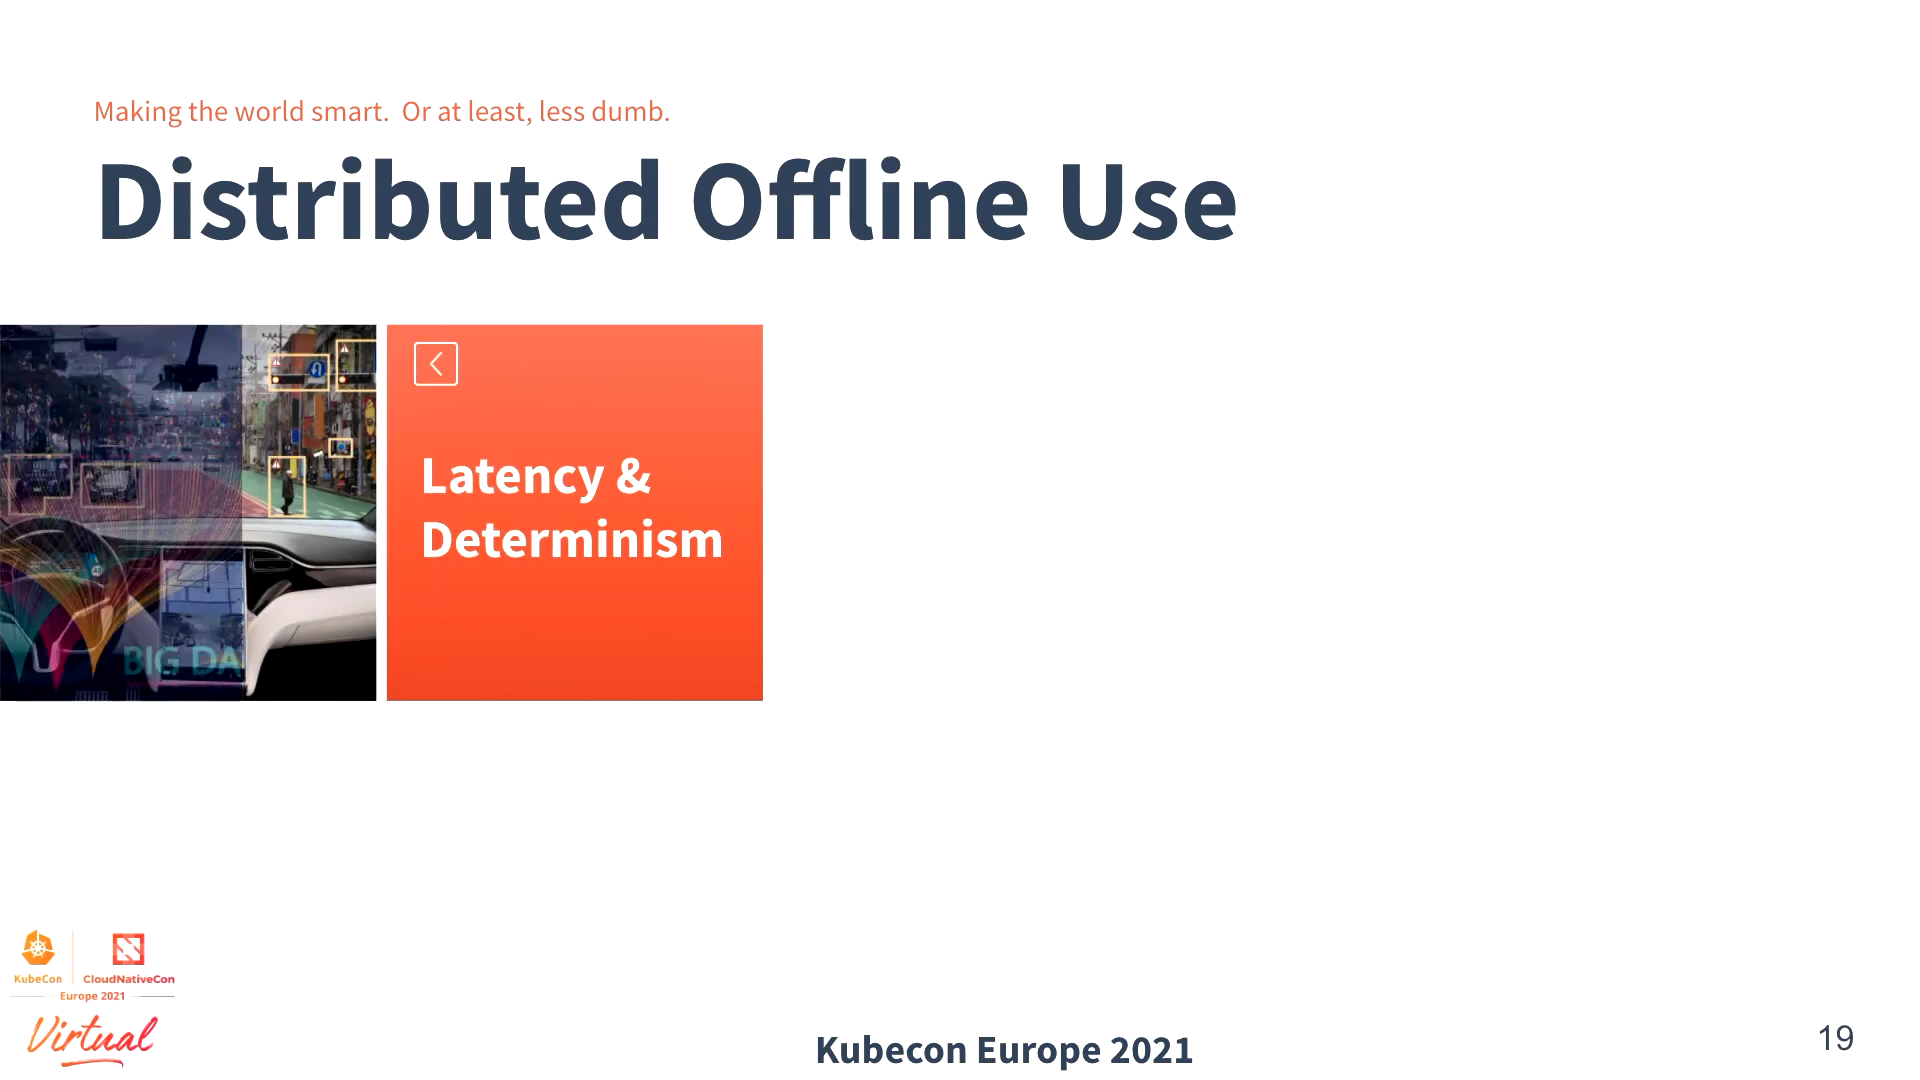 Making the world smart.  Or at least, less dumb.
Distributed Offline Use
Latency &
Determinism
BIG DA
KubeCon
CloudNativeCon
Europe 2021
Virtual
Kubecon Europe 2021
19